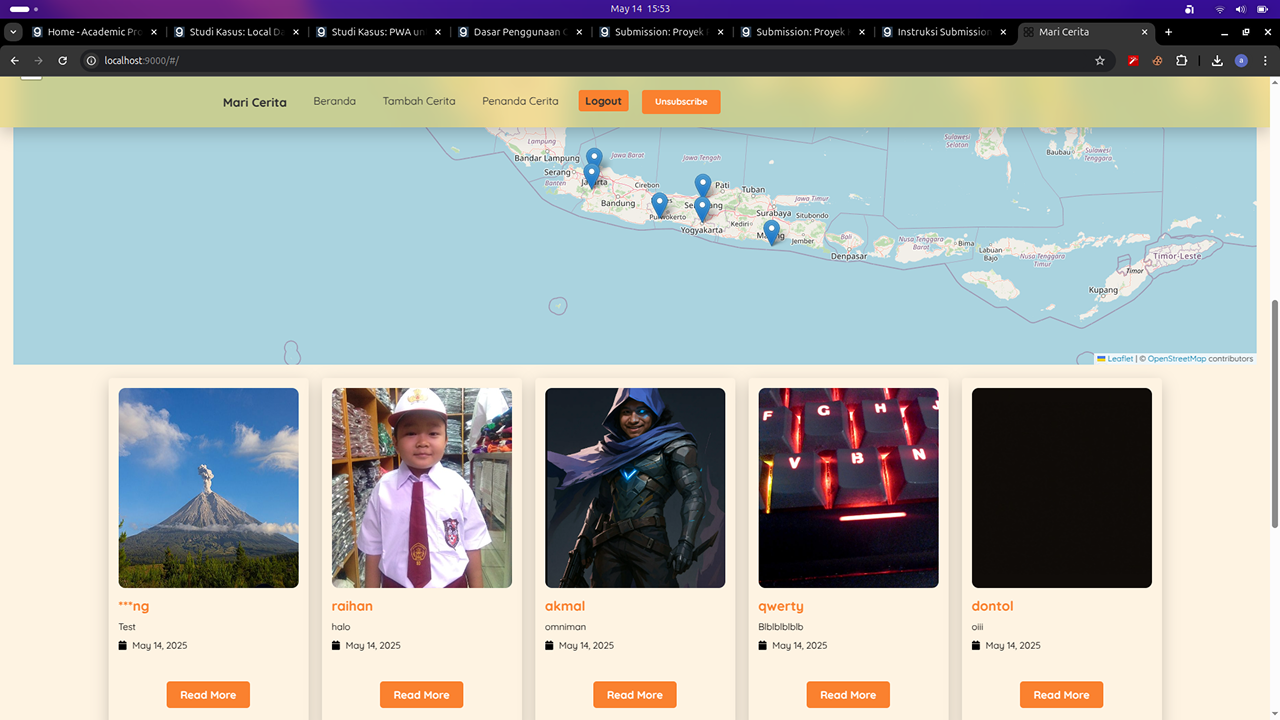 May 14 15:53
Home - Academic Pro
Studi Kasus: Local Da
Studi Kasus: PWA un
Dasar Penggunaan C
Submission: Proyek
Submission: Proyek
Instruksi Submission
Mari Cerita
localhost:9000/#/
a
Mari Cerita
Beranda
Tambah Cerita
Penanda Cerita
Logout
Unsubscribe
Lampung
Bandar Lampung
Serang
Banten
Jawa Barat
Jakarta
Bandung
Cirebon
Purwokerto
Jawa Tengah
Pati
Tuban
Yogyakarta
Kediri
Surabaya
Jawa Timur
Situbondo
Jember
Bali
Denpasar
Nusa Tenggara Barat
Bima
Labuan Bajo
Nusa Tenggara Timur
Sulawesi Selatan
Baubau
Sulawesi Tenggara
Kupang
Timor
Timor-Leste
Leaflet | © OpenStreetMap contributors
F G H J
V B N
***ng
Test
May 14, 2025
Read More
raihan
halo
May 14, 2025
Read More
akmal
omniman
May 14, 2025
Read More
qwerty
Blblblblblb
May 14, 2025
Read More
dontol
oiii
May 14, 2025
Read More